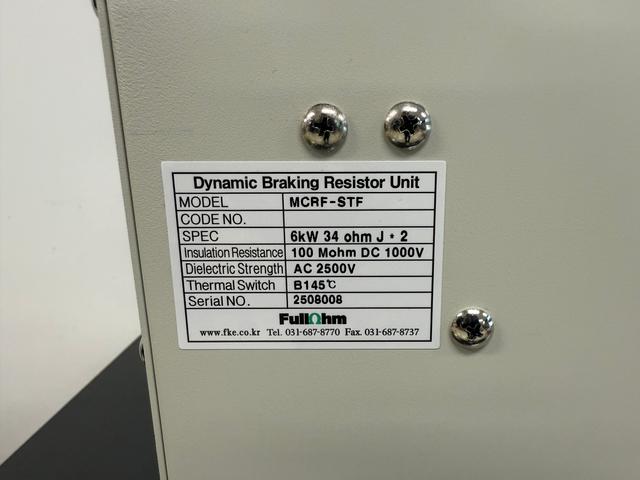 Dynamic Braking Resistor Unit
MODEL MCRF-STF
CODE NO.
SPEC 6kW 34 ohm J * 2
Insulation Resistance 100 Mohm DC 1000V
Dielectric Strength AC 2500V
Thermal Switch B145℃
Serial NO. 2508008
FullΩhm
www.fke.co.kr Tel. 031-687-8770 Fax. 031-687-8737